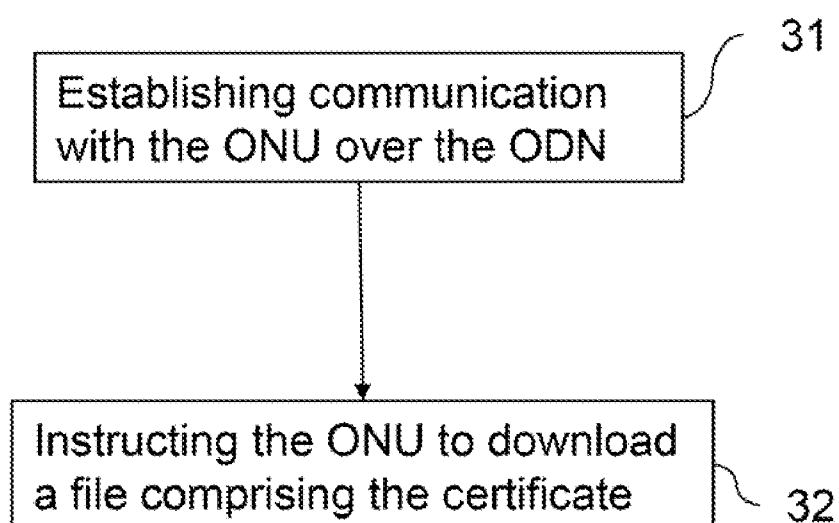 31
Establishing communication
with the ONU over the ODN
Instructing the ONU to download
a file comprising the certificate
32